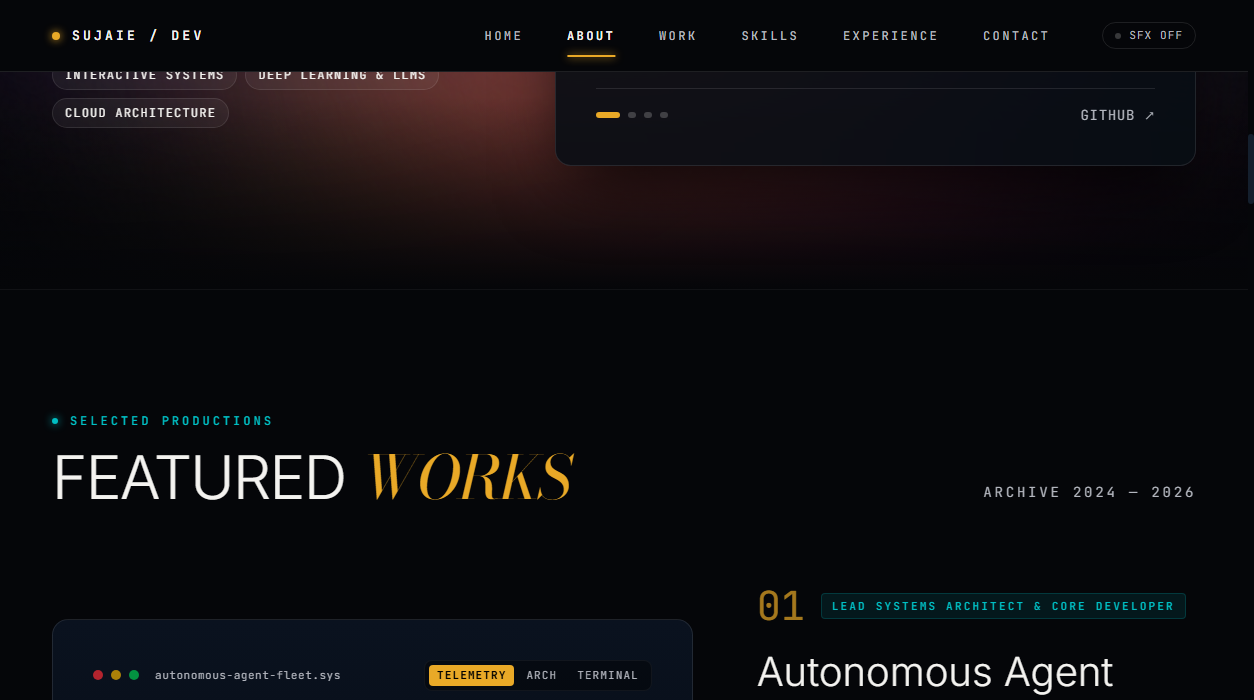 SUJAIE / DEV
HOME ABOUT WORK SKILLS EXPERIENCE CONTACT SFX OFF
INTERACTIVE SYSTEMS DEEP LEARNING & LLMS
CLOUD ARCHITECTURE
GITHUB ↗
SELECTED PRODUCTIONS
FEATURED WORKS
ARCHIVE 2024 — 2026
01 LEAD SYSTEMS ARCHITECT & CORE DEVELOPER
Autonomous Agent
autonomous-agent-fleet.sys TELEMETRY ARCH TERMINAL